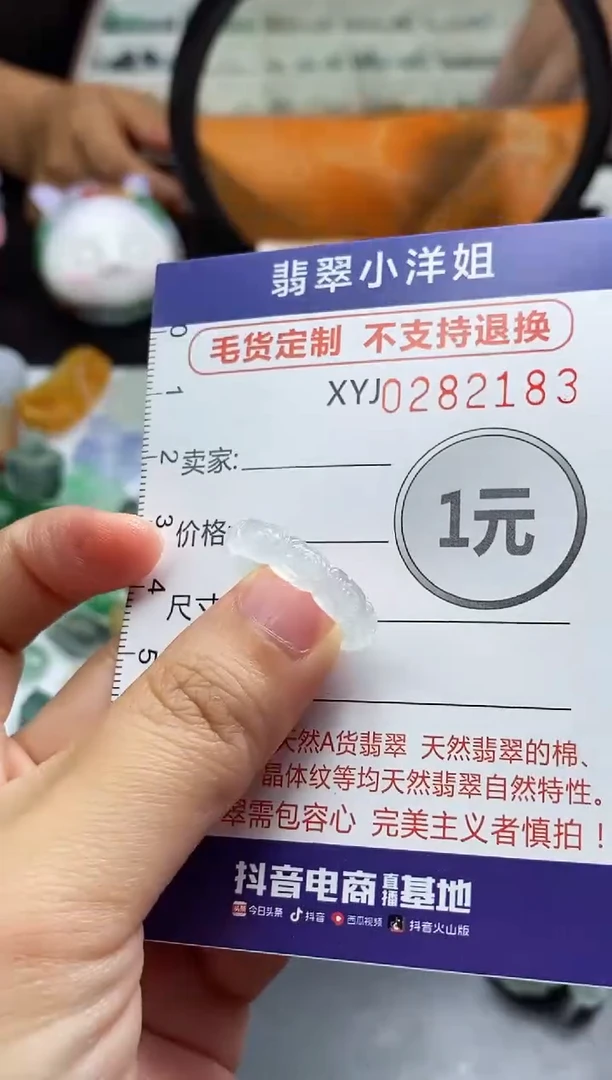 翡翠小洋姐
毛货定制 不支持退换
XYJ0282183
0
1
2
卖家:
3
价格
1元
4
尺寸
5
天然A货翡翠 天然翡翠的棉、
晶体纹等均天然翡翠自然特性。
翠需包容心 完美主义者慎拍！
抖音电商直播基地
头条 今日头条 抖音 西瓜视频 抖音火山版